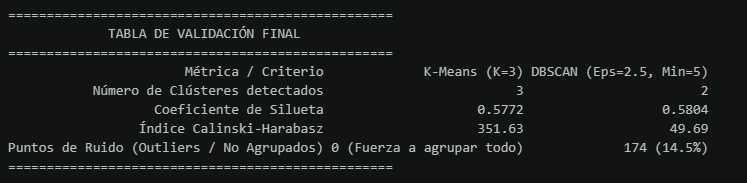 ==================================================
TABLA DE VALIDACIÓN FINAL
==================================================
Métrica / Criterio K-Means (K=3) DBSCAN (Eps=2.5, Min=5)
Número de Clústeres detectados 3 2
Coeficiente de Silueta 0.5772 0.5804
Índice Calinski-Harabasz 351.63 49.69
Puntos de Ruido (Outliers / No Agrupados) 0 (Fuerza a agrupar todo) 174 (14.5%)
==================================================